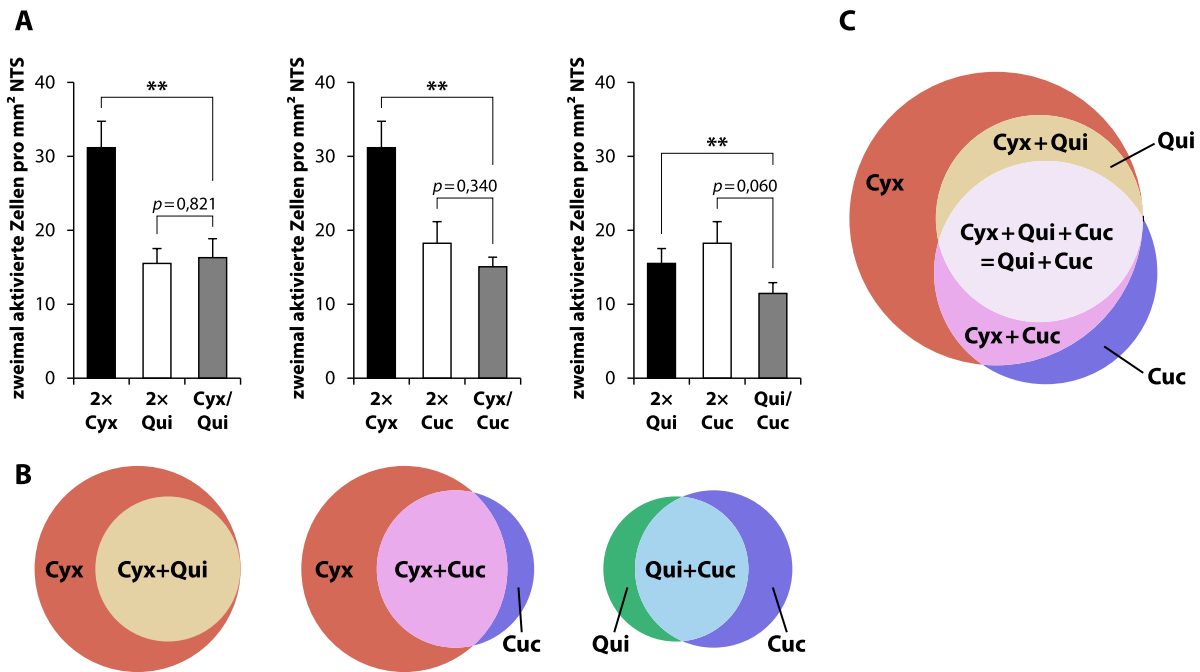 A
zweimal aktivierte Zellen pro mm² NTS
40
30
20
10
0
**
p=0,821
2× Cyx
2× Qui
Cyx/ Qui
zweimal aktivierte Zellen pro mm² NTS
40
30
20
10
0
**
p=0,340
2× Cyx
2× Cuc
Cyx/ Cuc
zweimal aktivierte Zellen pro mm² NTS
40
30
20
10
0
**
p=0,060
2× Qui
2× Cuc
Qui/ Cuc
B
Cyx
Cyx+Qui
Cyx
Cyx+Cuc
Cuc
Qui+Cuc
Qui
Cuc
C
Cyx+Qui
Qui
Cyx
Cyx+Qui+Cuc
=Qui+Cuc
Cyx+Cuc
Cuc